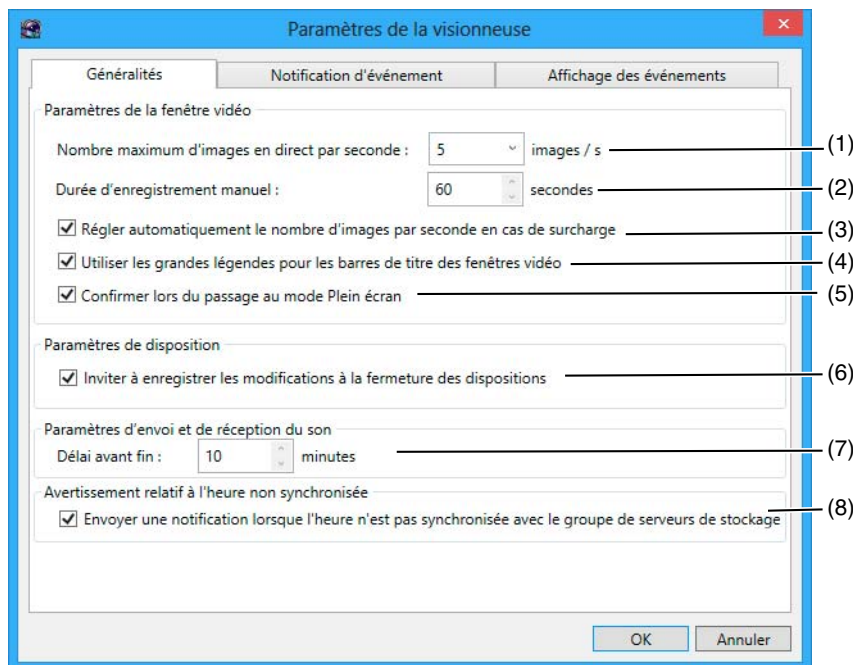 Paramètres de la visionneuse
Généralités Notification d'événement Affichage des événements
Paramètres de la fenêtre vidéo
Nombre maximum d'images en direct par seconde : 5 images / s (1)
Durée d'enregistrement manuel : 60 secondes (2)
Régler automatiquement le nombre d'images par seconde en cas de surcharge (3)
Utiliser les grandes légendes pour les barres de titre des fenêtres vidéo (4)
Confirmer lors du passage au mode Plein écran (5)
Paramètres de disposition
Inviter à enregistrer les modifications à la fermeture des dispositions (6)
Paramètres d'envoi et de réception du son
Délai avant fin : 10 minutes (7)
Avertissement relatif à l'heure non synchronisée
Envoyer une notification lorsque l'heure n'est pas synchronisée avec le groupe de serveurs de stockage (8)
OK Annuler